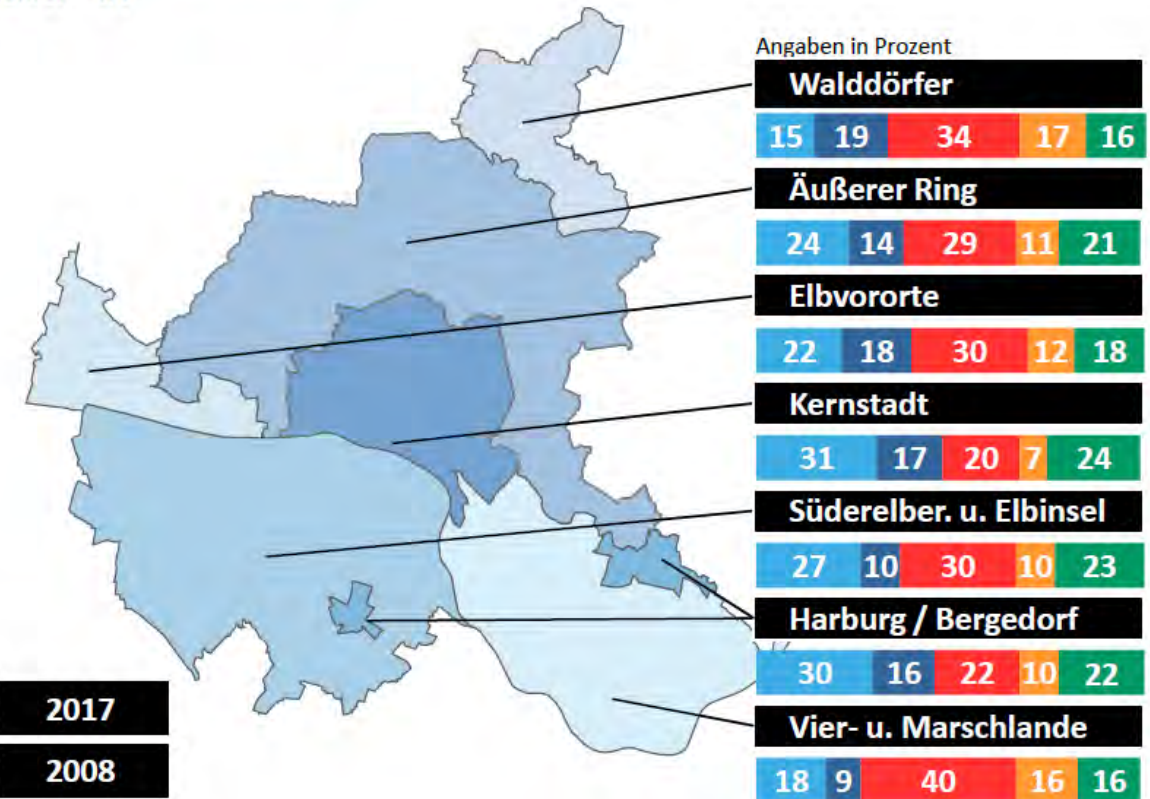 Angaben in Prozent
Walddörfer
15 19 34 17 16
Äußerer Ring
24 14 29 11 21
Elbvororte
22 18 30 12 18
Kernstadt
31 17 20 7 24
Süderelber. u. Elbinsel
27 10 30 10 23
Harburg / Bergedorf
30 16 22 10 22
Vier- u. Marschlande
18 9 40 16 16
2017
2008